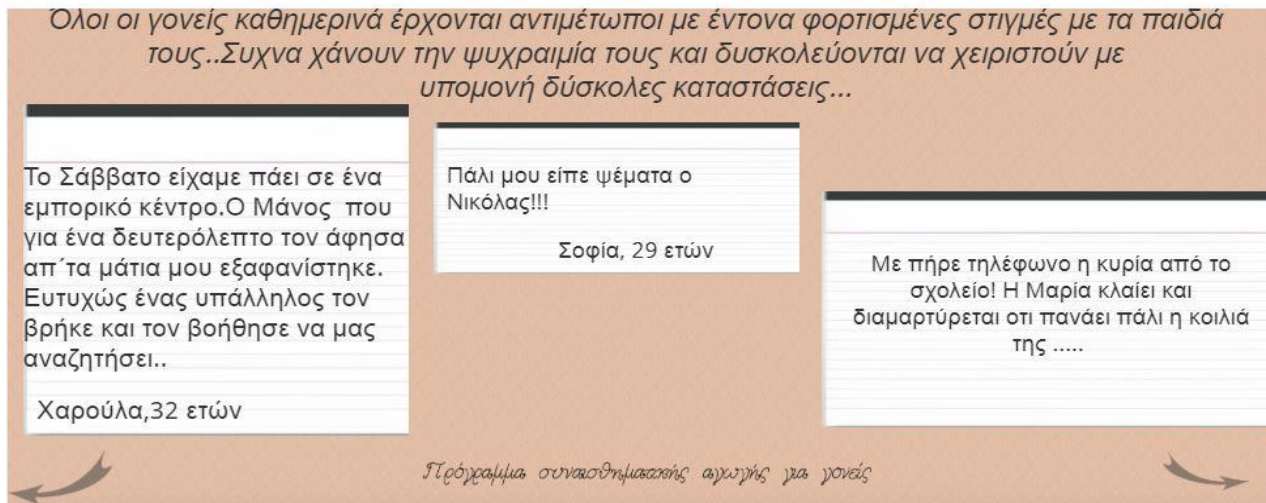 Όλοι οι γονείς καθημερινά έρχονται αντιμέτωποι με έντονα φορτισμένες στιγμές με τα παιδιά
τους..Συχνα χάνουν την ψυχραιμία τους και δυσκολεύονται να χειριστούν με
υπομονή δύσκολες καταστάσεις...
Το Σάββατο είχαμε πάει σε ένα
εμπορικό κέντρο.Ο Μάνος που
για ένα δευτερόλεπτο τον άφησα
απ΄τα μάτια μου εξαφανίστηκε.
Ευτυχώς ένας υπάλληλος τον
βρήκε και τον βοήθησε να μας
αναζητήσει..
Χαρούλα,32 ετών
Πάλι μου είπε ψέματα ο
Νικόλας!!!
Σοφία, 29 ετών
Με πήρε τηλέφωνο η κυρία από το
σχολείο! Η Μαρία κλαίει και
διαμαρτύρεται οτι πανάει πάλι η κοιλιά
της .....
Πρόγραμμα συναισθηματικής αγωγής για γονείς